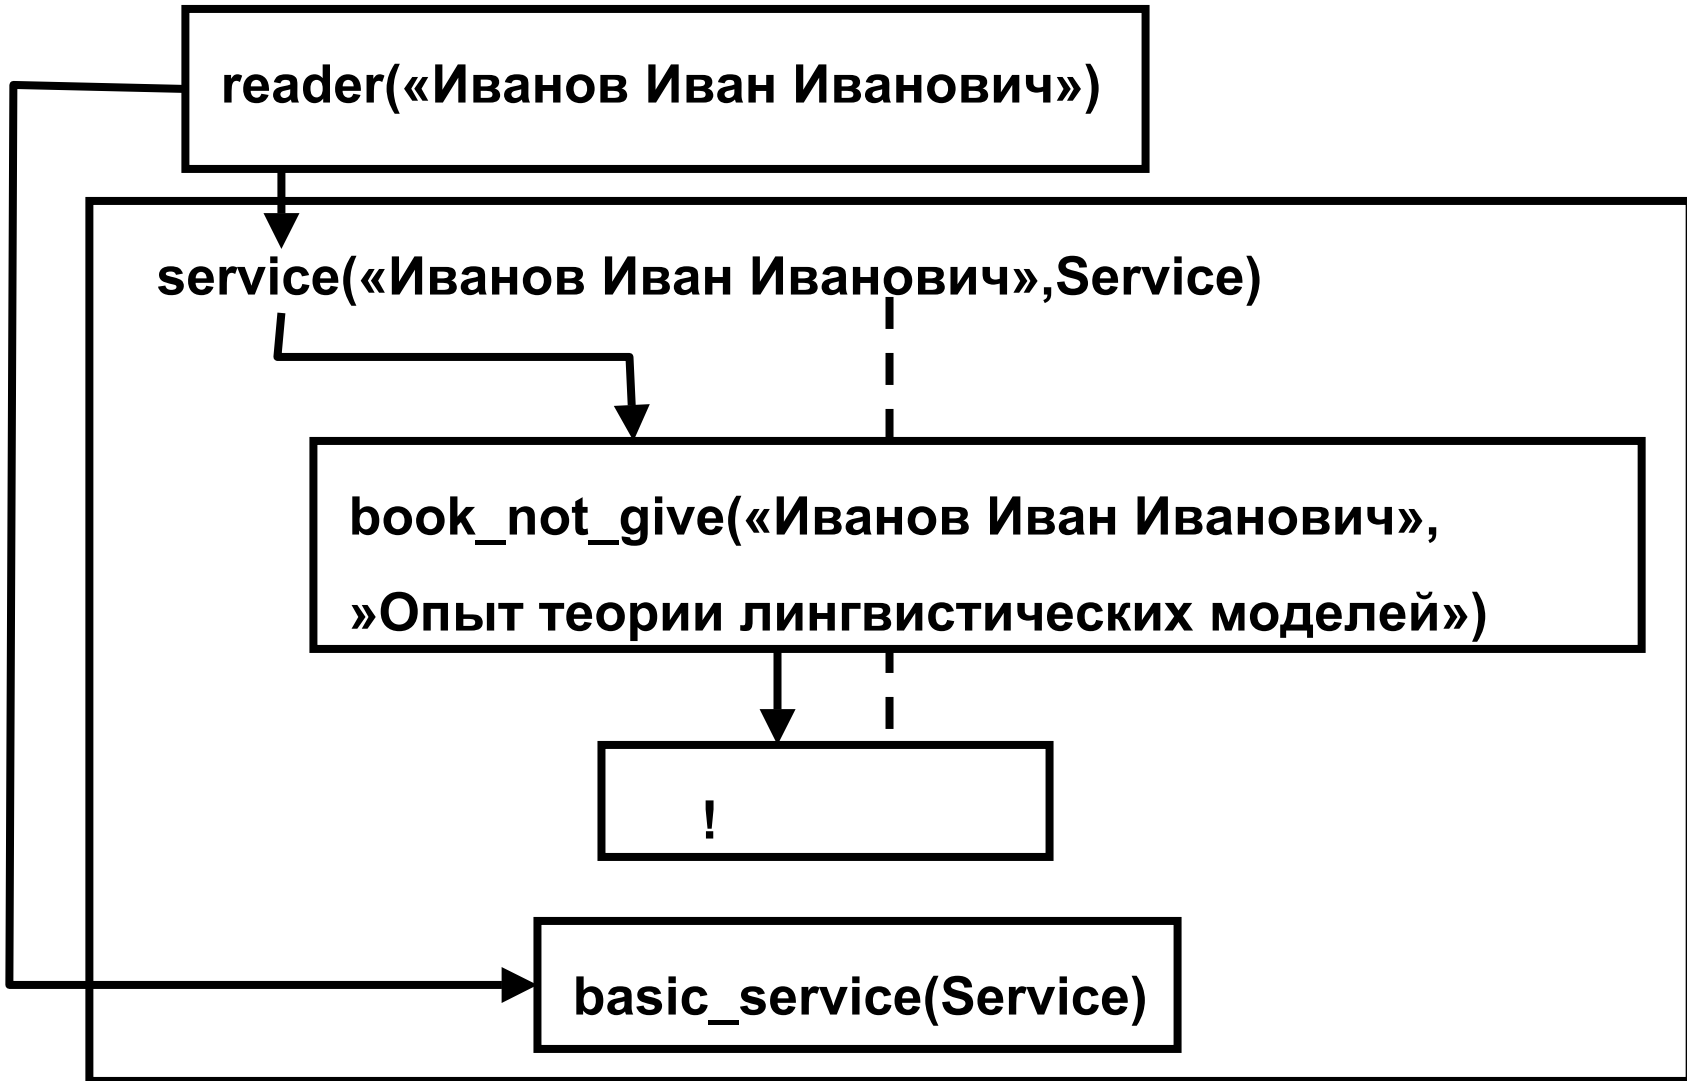 reader(«Иванов Иван Иванович»)
service(«Иванов Иван Иванович»,Service)
book_not_give(«Иванов Иван Иванович»,
»Опыт теории лингвистических моделей»)
!
basic_service(Service)